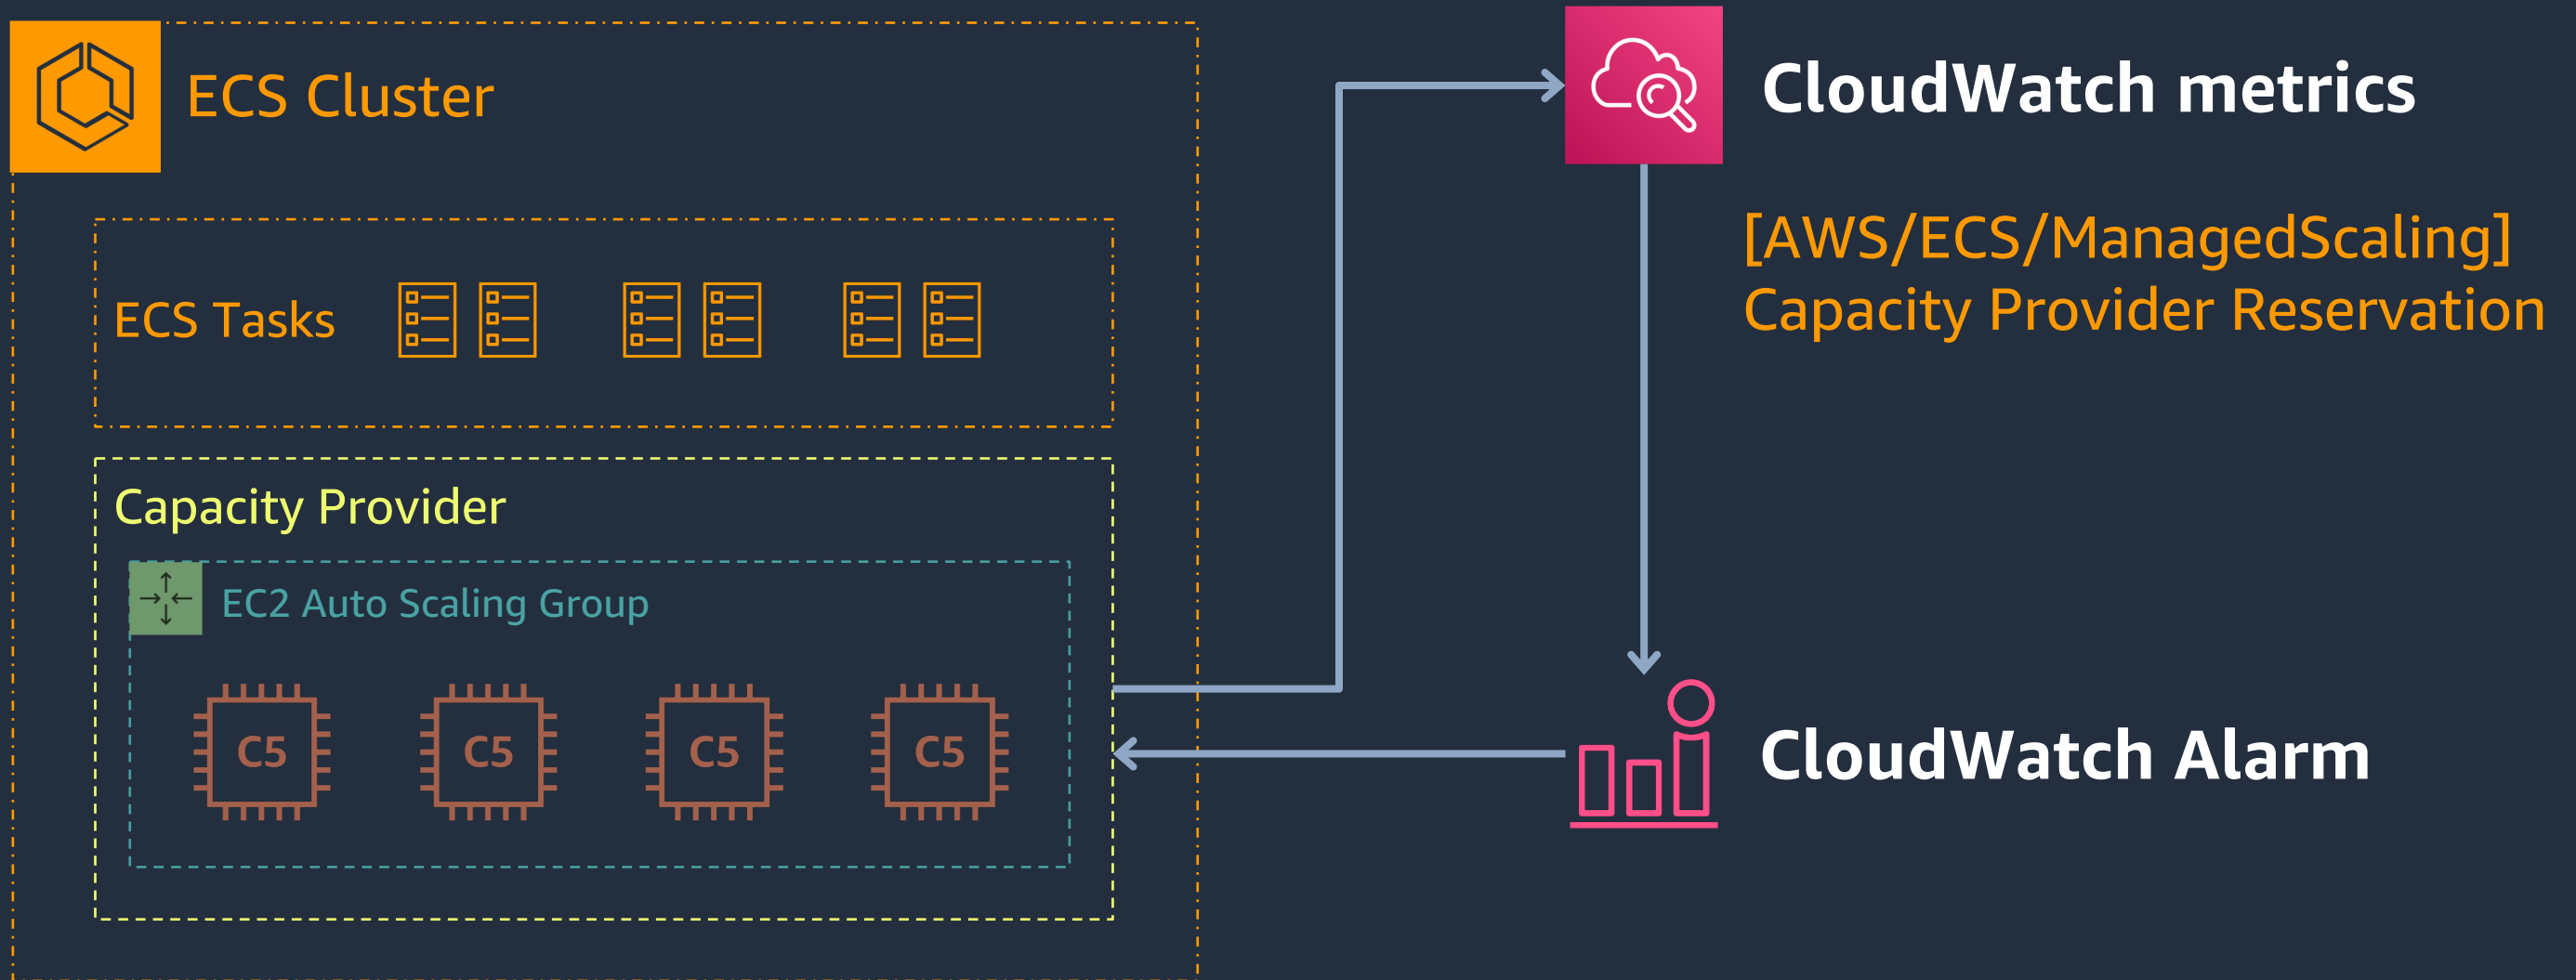 ECS Cluster
CloudWatch metrics
[AWS/ECS/ManagedScaling]
Capacity Provider Reservation
ECS Tasks
Capacity Provider
EC2 Auto Scaling Group
C5
C5
C5
C5
CloudWatch Alarm